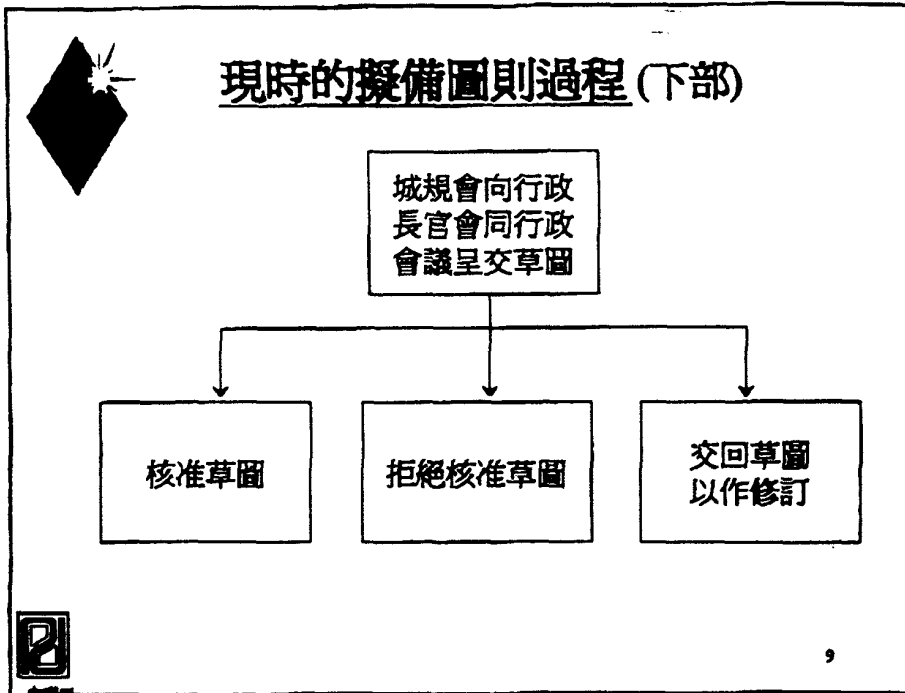 現時的擬備圖則過程(下部)
城規會向行政
長官會同行政
會議呈交草圖
核准草圖
拒絕核准草圖
交回草圖
以作修訂
9